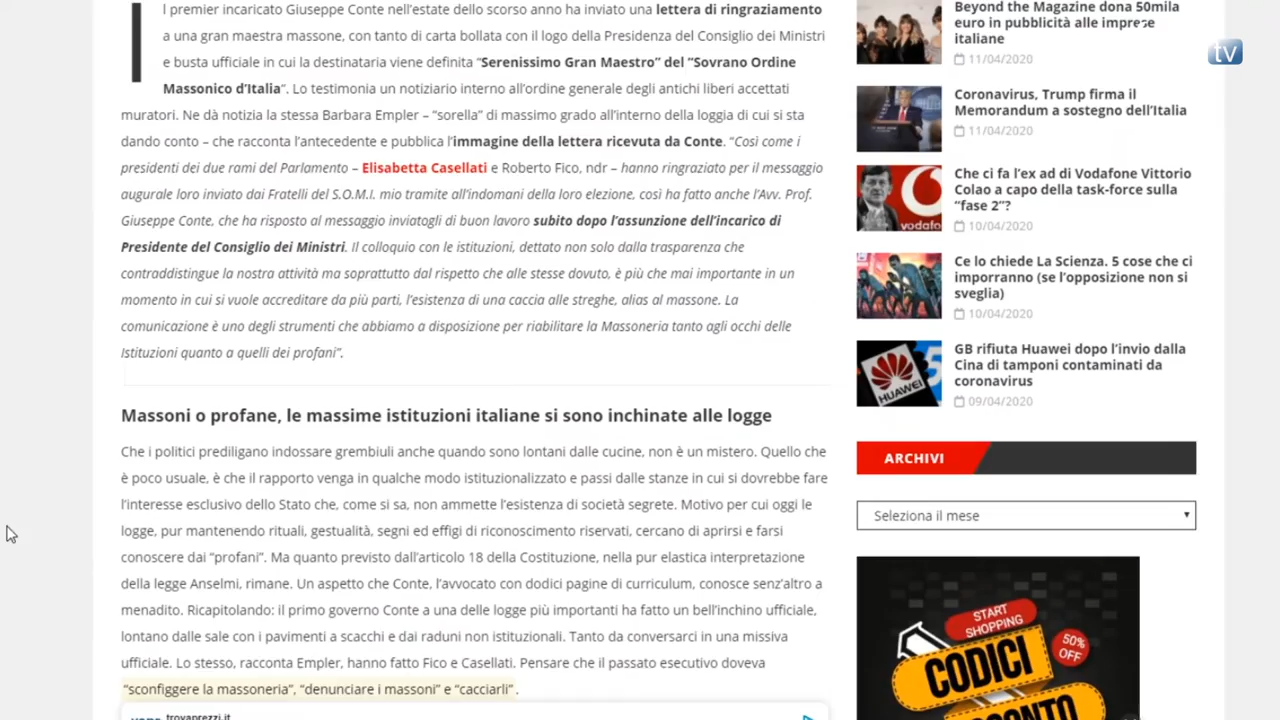 I
l premier incaricato Giuseppe Conte nell'estate dello scorso anno ha inviato una lettera di ringraziamento
a una gran maestra massone, con tanto di carta bollata con il logo della Presidenza del Consiglio dei Ministri
e busta ufficiale in cui la destinataria viene definita "Serenissimo Gran Maestro" del "Sovrano Ordine
Massonico d'Italia". Lo testimonia un notiziario interno all'ordine generale degli antichi liberi accettati
muratori. Ne dà notizia la stessa Barbara Empler – "sorella" di massimo grado all'interno della loggia di cui si sta
dando conto – che racconta l'antecedente e pubblica l'immagine della lettera ricevuta da Conte. "Così come i
presidenti dei due rami del Parlamento – Elisabetta Casellati e Roberto Fico, ndr – hanno ringraziato per il messaggio
augurale loro inviato dai Fratelli del S.O.M.I. mio tramite all'indomani della loro elezione, così ha fatto anche l'Avv. Prof.
Giuseppe Conte, che ha risposto al messaggio inviatogli di buon lavoro subito dopo l'assunzione dell'incarico di
Presidente del Consiglio dei Ministri. Il colloquio con le istituzioni, dettato non solo dalla trasparenza che
contraddistingue la nostra attività ma soprattutto dal rispetto che alle stesse dovuto, è più che mai importante in un
momento in cui si vuole accreditare da più parti, l'esistenza di una caccia alle streghe, alias al massone. La
comunicazione è uno degli strumenti che abbiamo a disposizione per riabilitare la Massoneria tanto agli occhi delle
Istituzioni quanto a quelli dei profani".
Massoni o profane, le massime istituzioni italiane si sono inchinate alle logge
Che i politici prediligano indossare grembiuli anche quando sono lontani dalle cucine, non è un mistero. Quello che
è poco usuale, è che il rapporto venga in qualche modo istituzionalizzato e passi dalle stanze in cui si dovrebbe fare
l'interesse esclusivo dello Stato che, come si sa, non ammette l'esistenza di società segrete. Motivo per cui oggi le
logge, pur mantenendo rituali, gestualità, segni ed effigi di riconoscimento riservati, cercano di aprirsi e farsi
conoscere dai "profani". Ma quanto previsto dall'articolo 18 della Costituzione, nella pur elastica interpretazione
della legge Anselmi, rimane. Un aspetto che Conte, l'avvocato con dodici pagine di curriculum, conosce senz'altro a
menadito. Ricapitolando: il primo governo Conte a una delle logge più importanti ha fatto un bell'inchino ufficiale,
lontano dalle sale con i pavimenti a scacchi e dai raduni non istituzionali. Tanto da conversarci in una missiva
ufficiale. Lo stesso, racconta Empler, hanno fatto Fico e Casellati. Pensare che il passato esecutivo doveva
"sconfiggere la massoneria", "denunciare i massoni" e "cacciarli".
trovaprezzi.it
Beyond the Magazine dona 50mila
euro in pubblicità alle imprese
italiane
11/04/2020
Coronavirus, Trump firma il
Memorandum a sostegno dell'Italia
11/04/2020
Che ci fa l'ex ad di Vodafone Vittorio
Colao a capo della task-force sulla
"fase 2"?
10/04/2020
vodafo
Ce lo chiede La Scienza. 5 cose che ci
imporranno (se l'opposizione non si
sveglia)
10/04/2020
GB rifiuta Huawei dopo l'invio dalla
Cina di tamponi contaminati da
coronavirus
09/04/2020
HUAWEI
ARCHIVI
Seleziona il mese
START
SHOPPING
50%
OFF
CODICI
SCONTO
tv